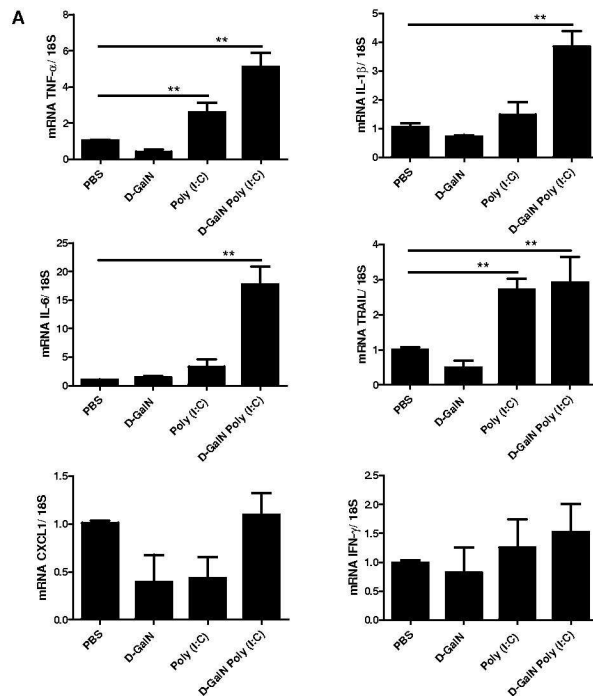 A
mRNA TNF-α/ 18S
8
6
4
2
0
**
**
PBS
D-GalN
Poly (I:C)
D-GalN Poly (I:C)
mRNA IL-1β/ 18S
5
4
3
2
1
0
**
PBS
D-GalN
Poly (I:C)
D-GalN Poly (I:C)
mRNA IL-6/ 18S
25
20
15
10
5
0
**
PBS
D-GalN
Poly (I:C)
D-GalN Poly (I:C)
mRNA TRAIL/ 18S
4
3
2
1
0
**
**
PBS
D-GalN
Poly (I:C)
D-GalN Poly (I:C)
mRNA CXCL1/ 18S
1.5
1.0
0.5
0.0
PBS
D-GalN
Poly (I:C)
D-GalN Poly (I:C)
mRNA IFN-γ/ 18S
2.5
2.0
1.5
1.0
0.5
0.0
PBS
D-GalN
Poly (I:C)
D-GalN Poly (I:C)